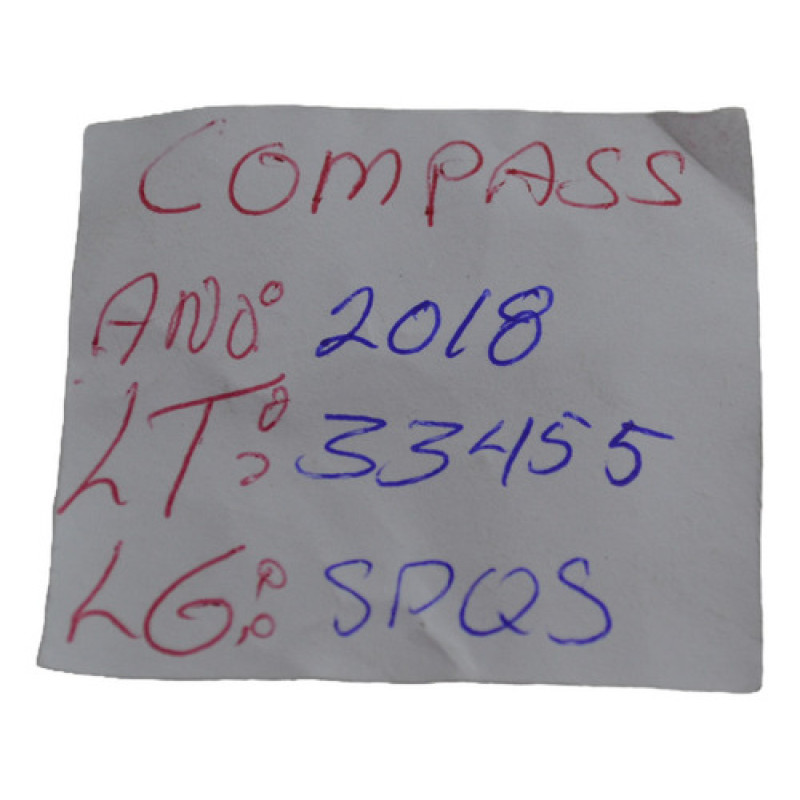 COMPASS
ANO: 2018
LT: 33455
LG: SPQS